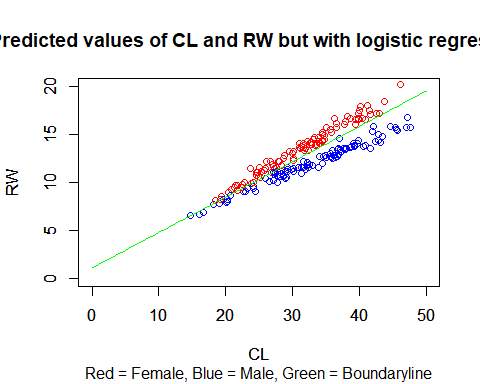 Predicted values of CL and RW but with logistic regres
20
15
10
5
0
RW
0 10 20 30 40 50
CL
Red = Female, Blue = Male, Green = Boundaryline